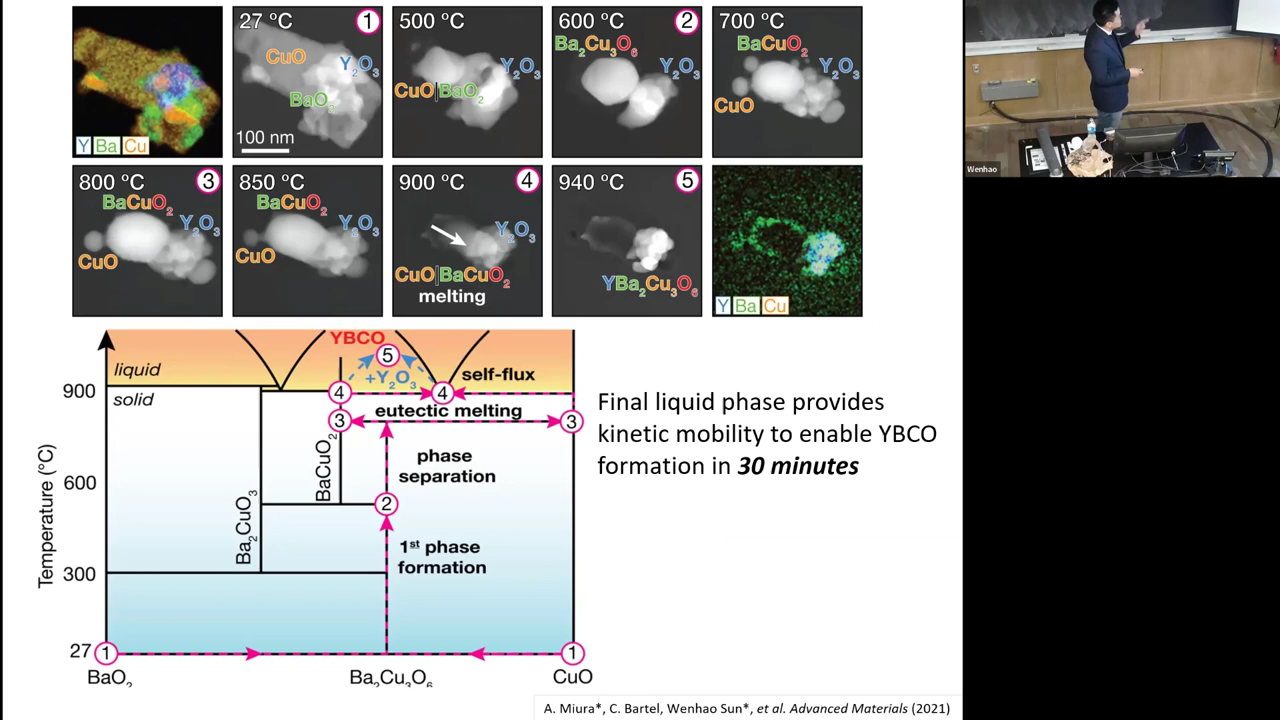 Y Ba Cu
27 °C
1
CuO
Y₂O₃
BaO₂
100 nm
500 °C
Y₂O₃
CuO|BaO₂
600 °C
2
Ba₂Cu₃O₆
Y₂O₃
700 °C
BaCuO₂
Y₂O₃
CuO
800 °C
3
BaCuO₂
Y₂O₃
CuO
850 °C
BaCuO₂
Y₂O₃
CuO
900 °C
4
Y₂O₃
CuO|BaCuO₂
melting
940 °C
5
YBa₂Cu₃O₆
Y Ba Cu
Wenhao
Temperature (°C)
900
600
300
27
liquid
solid
YBCO
5
+Y₂O₃
self-flux
4
4
eutectic melting
3
3
BaCuO₂
phase
separation
2
Ba₂CuO₃
1st phase
formation
1
1
BaO₂
Ba₂Cu₃O₆
CuO
Final liquid phase provides
kinetic mobility to enable YBCO
formation in 30 minutes
A. Miura*, C. Bartel, Wenhao Sun*, et al. Advanced Materials (2021)